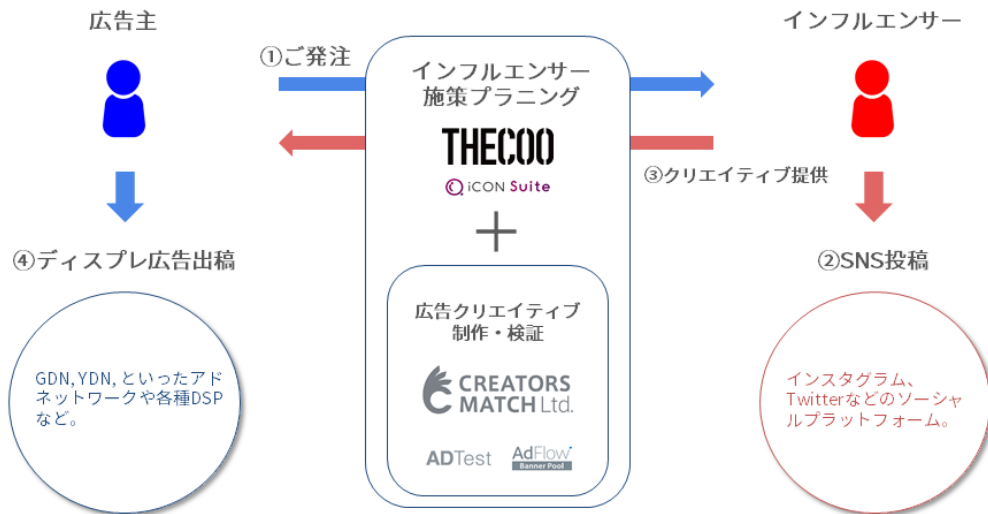 広告主
インフルエンサー
①ご発注
インフルエンサー
施策プラニング
THECOO
iCON Suite
③クリエイティブ提供
④ディスプレ広告出稿
②SNS投稿
広告クリエイティブ
制作・検証
CREATORS
MATCH Ltd.
ADTest
AdFlow
Banner Pool
GDN,YDN,といったアド
ネットワークや各種DSP
など。
インスタグラム、
Twitterなどのソーシャ
ルプラットフォーム。